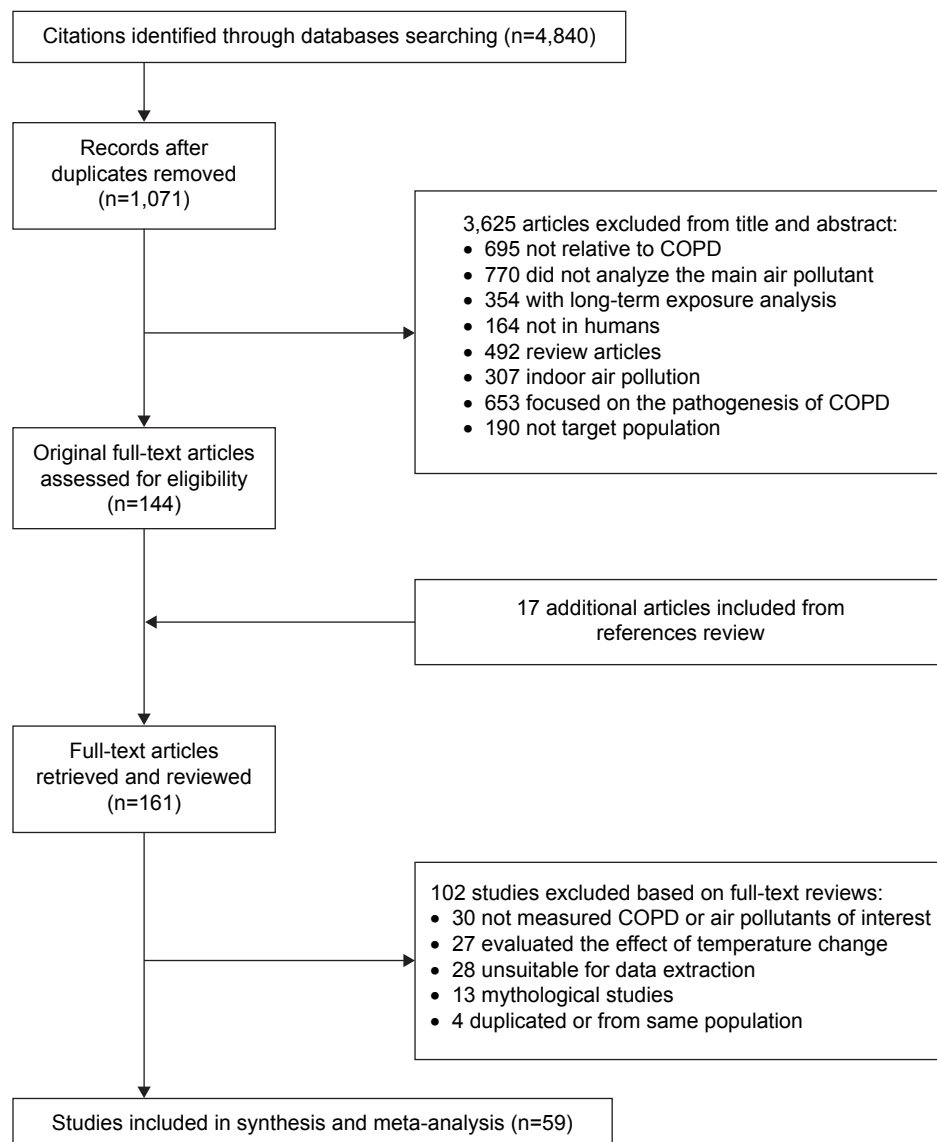 Citations identified through databases searching (n=4,840)
Records after
duplicates removed
(n=1,071)
3,625 articles excluded from title and abstract:
• 695 not relative to COPD
• 770 did not analyze the main air pollutant
• 354 with long-term exposure analysis
• 164 not in humans
• 492 review articles
• 307 indoor air pollution
• 653 focused on the pathogenesis of COPD
• 190 not target population
Original full-text articles
assessed for eligibility
(n=144)
17 additional articles included from
references review
Full-text articles
retrieved and reviewed
(n=161)
102 studies excluded based on full-text reviews:
• 30 not measured COPD or air pollutants of interest
• 27 evaluated the effect of temperature change
• 28 unsuitable for data extraction
• 13 mythological studies
• 4 duplicated or from same population
Studies included in synthesis and meta-analysis (n=59)